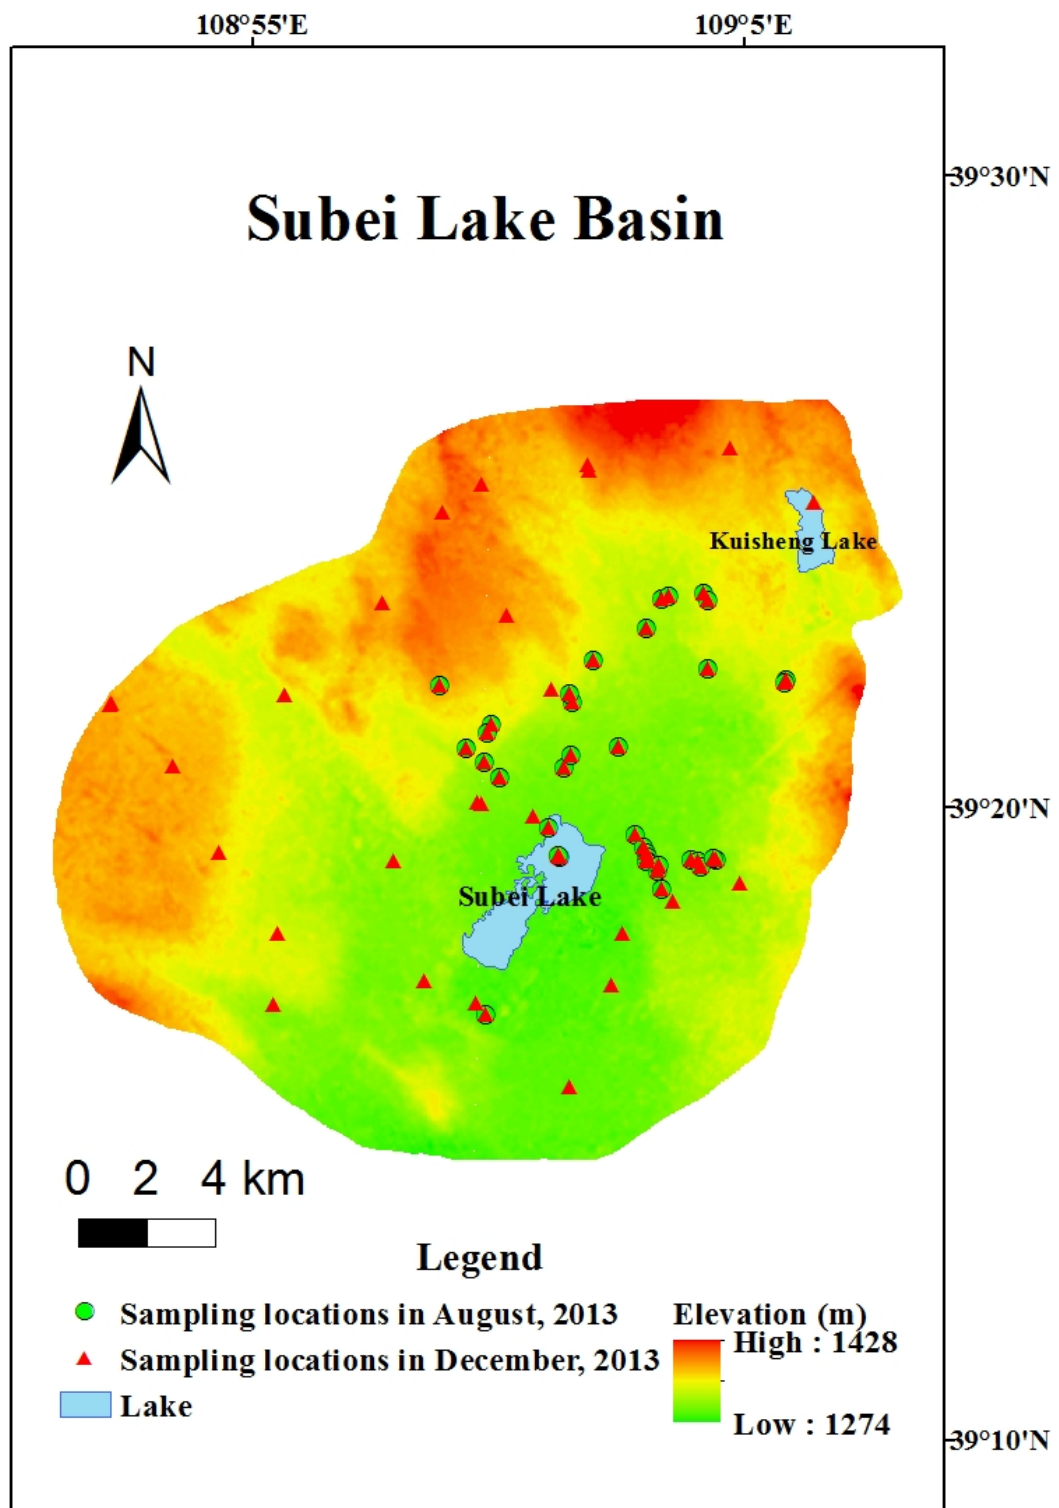 108°55'E 109°5'E
39°30'N
Subei Lake Basin
N
Kuisheng Lake
39°20'N
Subei Lake
0 2 4 km
Legend
Sampling locations in August, 2013
Sampling locations in December, 2013
Lake
Elevation (m)
High : 1428
Low : 1274
39°10'N